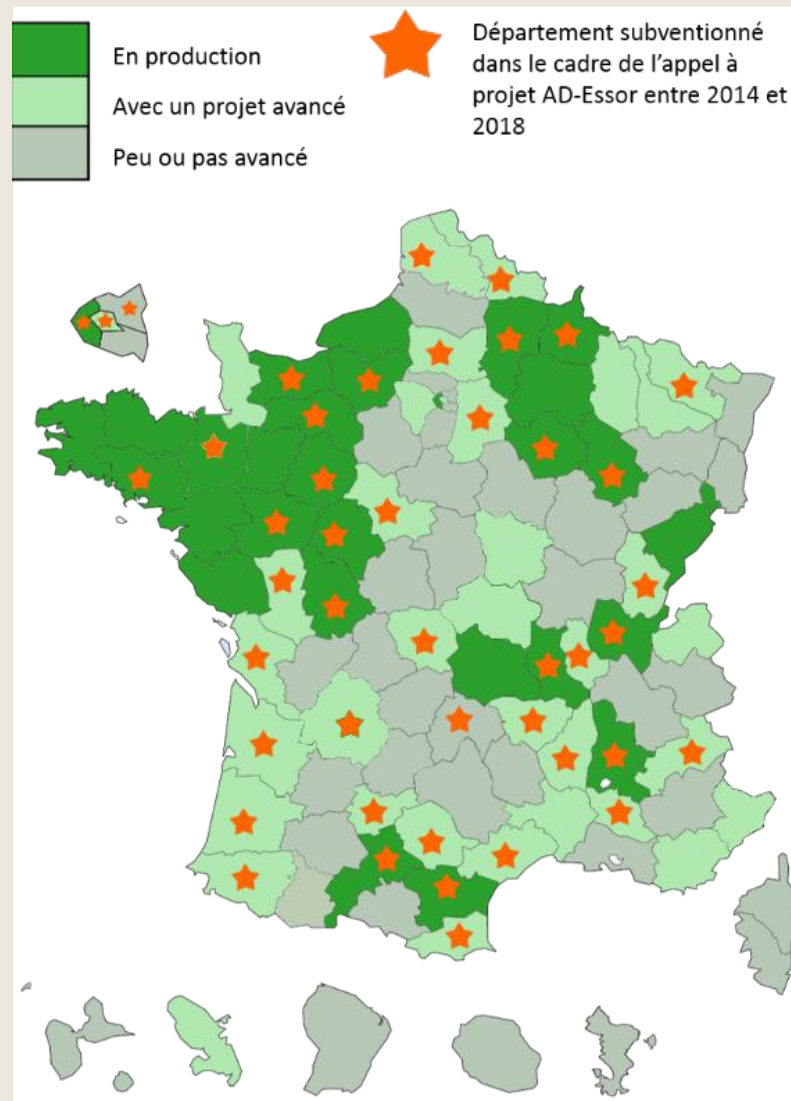 En production
Avec un projet avancé
Peu ou pas avancé
Département subventionné
dans le cadre de l’appel à
projet AD-Essor entre 2014 et
2018